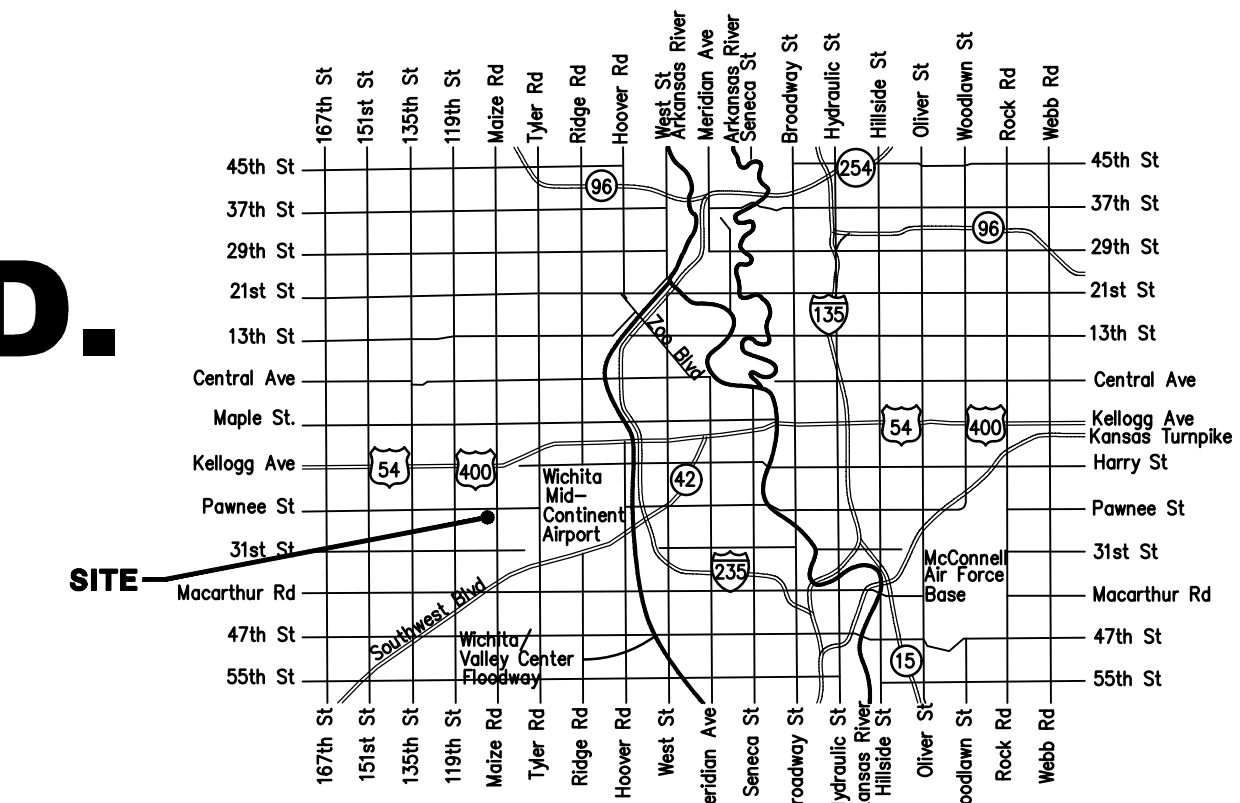 167th St
151st St
135th St
119th St
Maize Rd
Tyler Rd
Ridge Rd
Hoover Rd
West St
Arkansas River
Meridian Ave
Arkansas River
Seneca St
Broadway St
Hydraulic St
Hillside St
Oliver St
Woodlawn St
Rock Rd
Webb Rd
D.
45th St
37th St
29th St
21st St
13th St
Central Ave
Maple St.
Kellogg Ave
Pawnee St
31st St
Macarthur Rd
47th St
55th St
SITE
96
254
96
135
Zoo Blvd
54
400
54
400
42
Wichita
Mid-
Continent
Airport
235
McConnell
Air Force
Base
Southwest Blvd
Wichita/
Valley Center
Floodway
15
45th St
37th St
29th St
21st St
13th St
Central Ave
Kellogg Ave
Kansas Turnpike
Harry St
Pawnee St
31st St
Macarthur Rd
47th St
55th St
167th St
151st St
135th St
119th St
Maize Rd
Tyler Rd
Ridge Rd
Hoover Rd
West St
eridian Ave
Seneca St
roadway St
ydraulic St
ansas River
Hillside St
Oliver St
oodlawn St
Rock Rd
Webb Rd